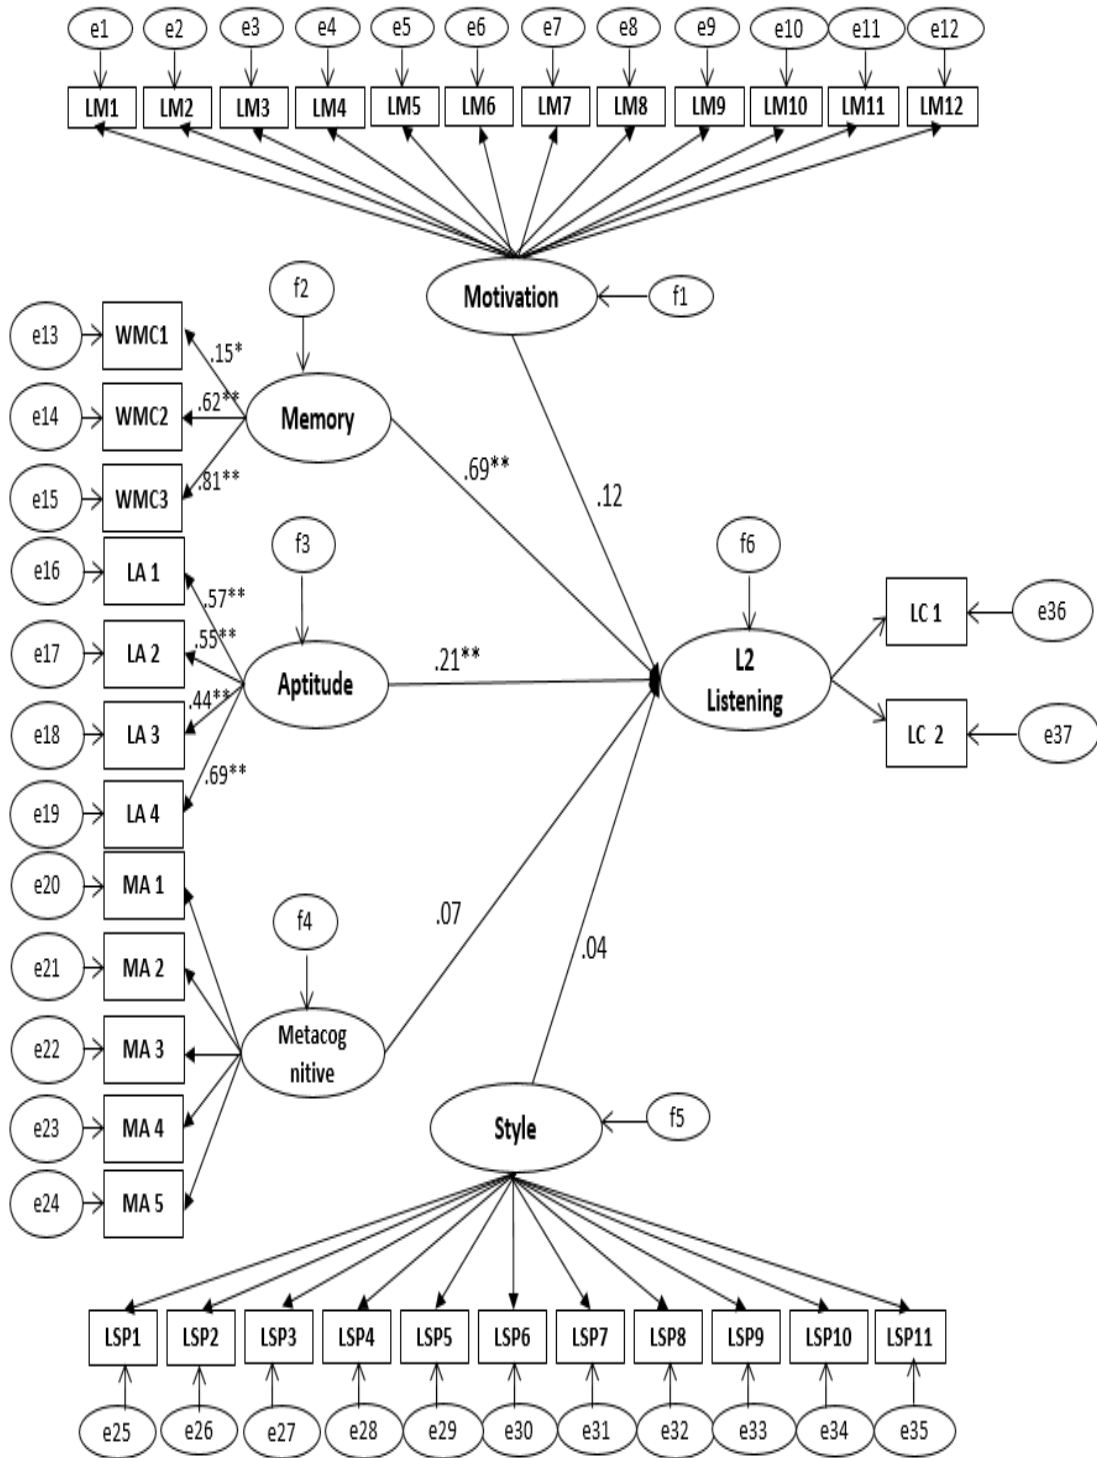 e1 e2 e3 e4 e5 e6 e7 e8 e9 e10 e11 e12
LM1 LM2 LM3 LM4 LM5 LM6 LM7 LM8 LM9 LM10 LM11 LM12
Motivation
f1
f2
e13
WMC1
.15*
e14
WMC2
.62**
Memory
e15
WMC3
.81**
.69**
.12
f3
f6
e16
LA 1
.57**
e17
LA 2
.55**
Aptitude
.21**
L2
Listening
LC 1
e36
LC 2
e37
e18
LA 3
.44**
e19
LA 4
.69**
e20
MA 1
f4
.07
.04
e21
MA 2
e22
MA 3
Metacog
nitive
e23
MA 4
Style
f5
e24
MA 5
LSP1 LSP2 LSP3 LSP4 LSP5 LSP6 LSP7 LSP8 LSP9 LSP10 LSP11
e25 e26 e27 e28 e29 e30 e31 e32 e33 e34 e35